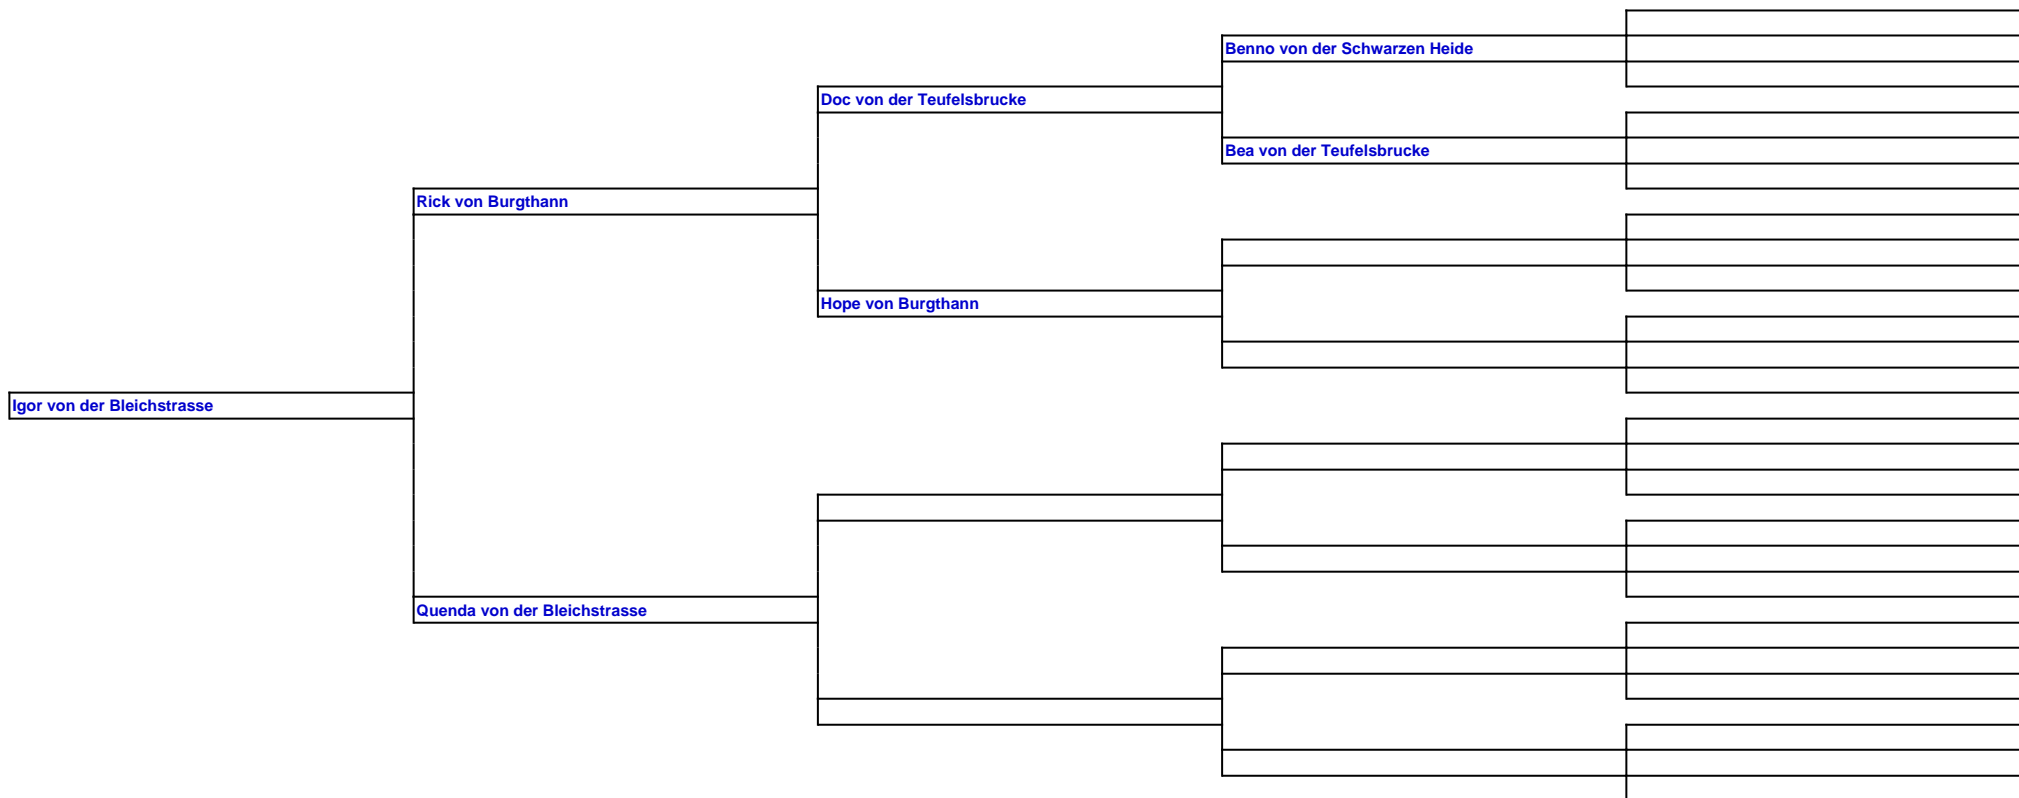 Benno von der Schwarzen Heide
Doc von der Teufelsbrucke
Bea von der Teufelsbrucke
Rick von Burgthann
Hope von Burgthann
Igor von der Bleichstrasse
Quenda von der Bleichstrasse